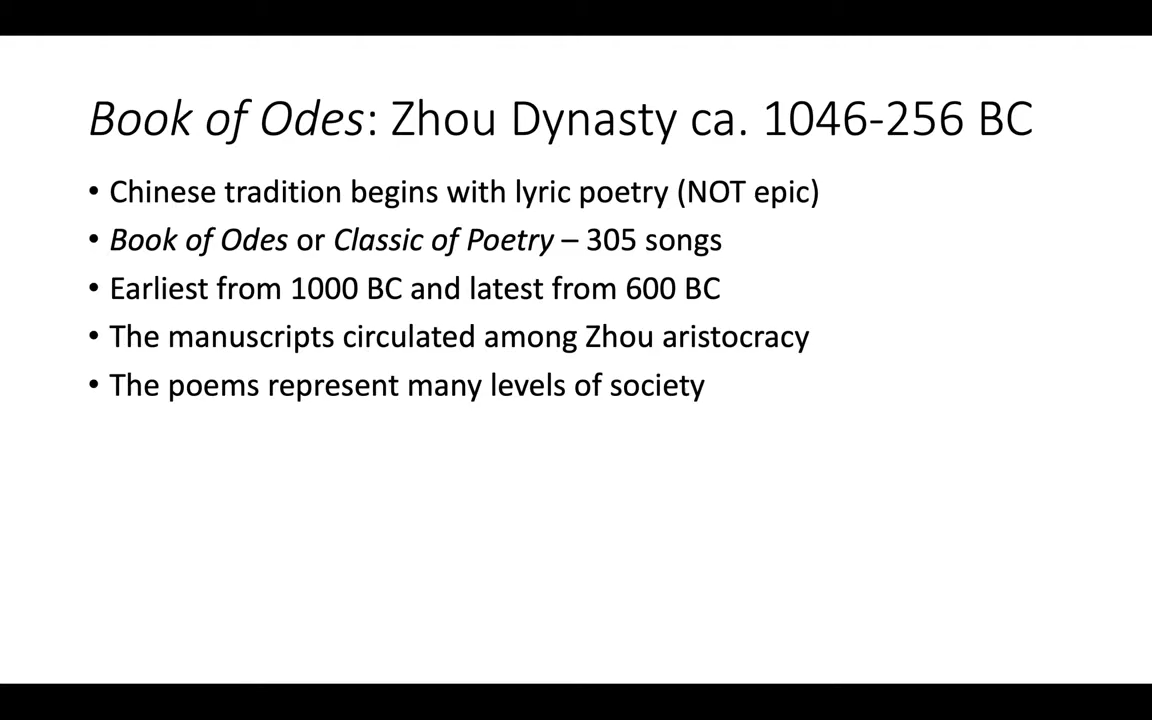 Book of Odes: Zhou Dynasty ca. 1046-256 BC
• Chinese tradition begins with lyric poetry (NOT epic)
• Book of Odes or Classic of Poetry – 305 songs
• Earliest from 1000 BC and latest from 600 BC
• The manuscripts circulated among Zhou aristocracy
• The poems represent many levels of society